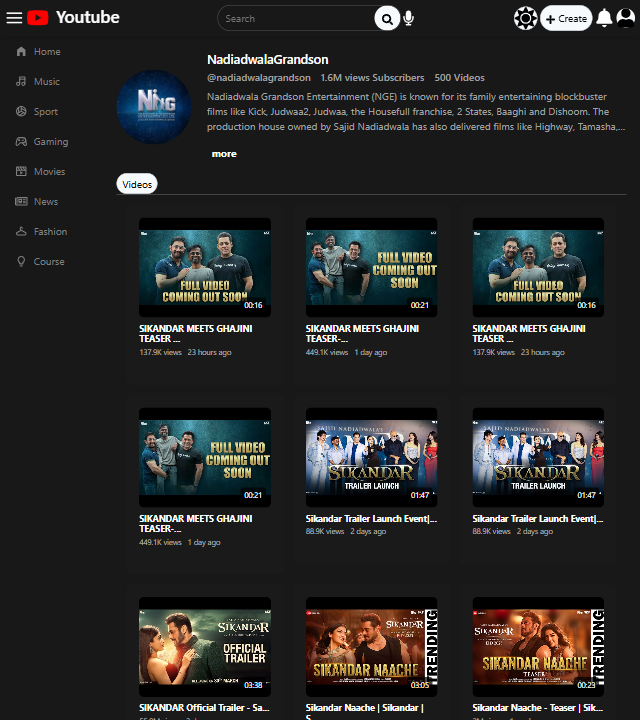 Youtube
Search
Create
Home
Music
Sport
Gaming
Movies
News
Fashion
Course
NG
NadiadwalaGrandson
@nadiadwalagrandson 1.6M views Subscribers 500 Videos
Nadiadwala Grandson Entertainment (NGE) is known for its family entertaining blockbuster
films like Kick, Judwaa2, Judwaa, the Housefull franchise, 2 States, Baaghi and Dishoom. The
production house owned by Sajid Nadiadwala has also delivered films like Highway, Tamasha,...
more
Videos
FULL VIDEO
COMING OUT SOON
00:16
SIKANDAR MEETS GHAJINI
TEASER ...
137.9K views 23 hours ago
FULL VIDEO
COMING OUT
SOON
00:21
SIKANDAR MEETS GHAJINI
TEASER-...
449.1K views 1 day ago
FULL VIDEO
COMING OUT SOON
00:16
SIKANDAR MEETS GHAJINI
TEASER ...
137.9K views 23 hours ago
FULL VIDEO
COMING OUT
SOON
00:21
SIKANDAR MEETS GHAJINI
TEASER-...
449.1K views 1 day ago
SAJID NADIADWALA'S
SIKANDAR
TRAILER LAUNCH
01:47
Sikandar Trailer Launch Event|...
88.9K views 2 days ago
SAJID NADIADWALA'S
SIKANDAR
TRAILER LAUNCH
01:47
Sikandar Trailer Launch Event|...
88.9K views 2 days ago
SIKANDAR
OFFICIAL
TRAILER
03:38
SIKANDAR Official Trailer - Sa...
SIKANDAR
SIKANDAR NAACHE
03:05
Sikandar Naache | Sikandar |
SIKANDAR
SIKANDAR NAACHE
TEASER
00:23
Sikandar Naache - Teaser | Sik...